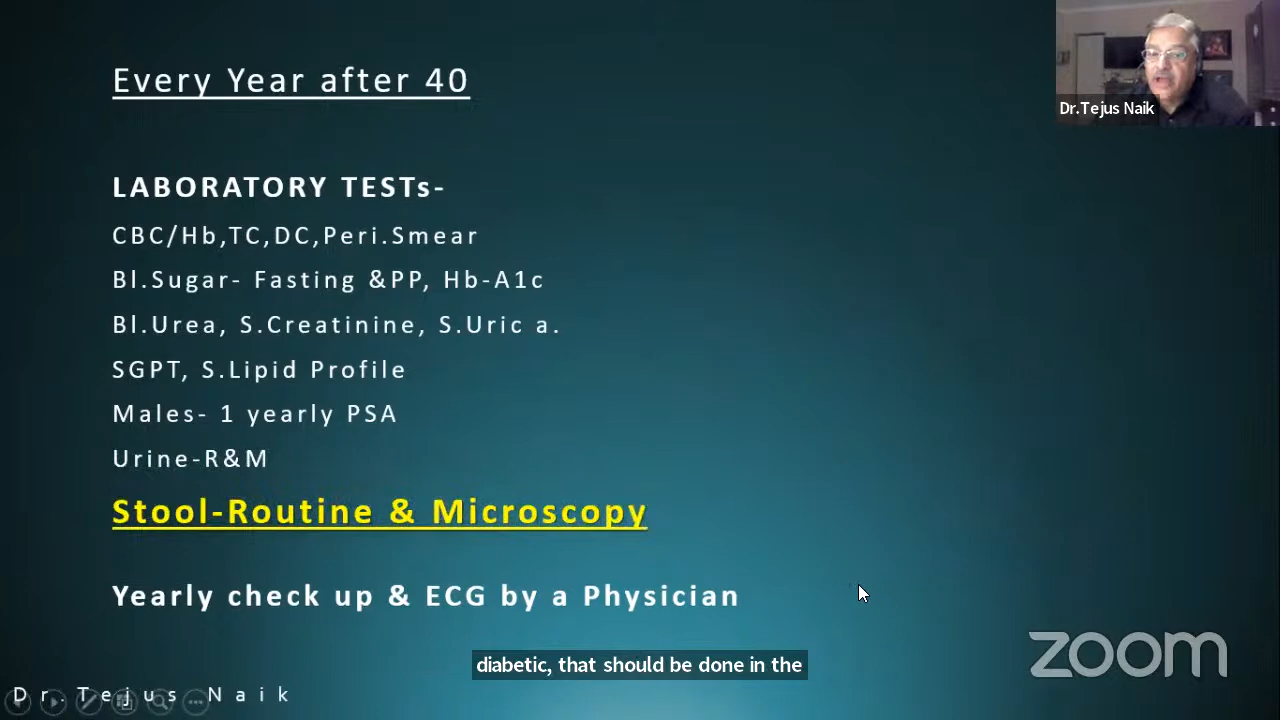 Every Year after 40
Dr.Tejus Naik
LABORATORY TESTs-
CBC/Hb,TC,DC,Peri.Smear
Bl.Sugar- Fasting &PP, Hb-A1c
Bl.Urea, S.Creatinine, S.Uric a.
SGPT, S.Lipid Profile
Males- 1 yearly PSA
Urine-R&M
Stool-Routine & Microscopy
Yearly check up & ECG by a Physician
zoom
diabetic, that should be done in the
Dr.Tejus Naik